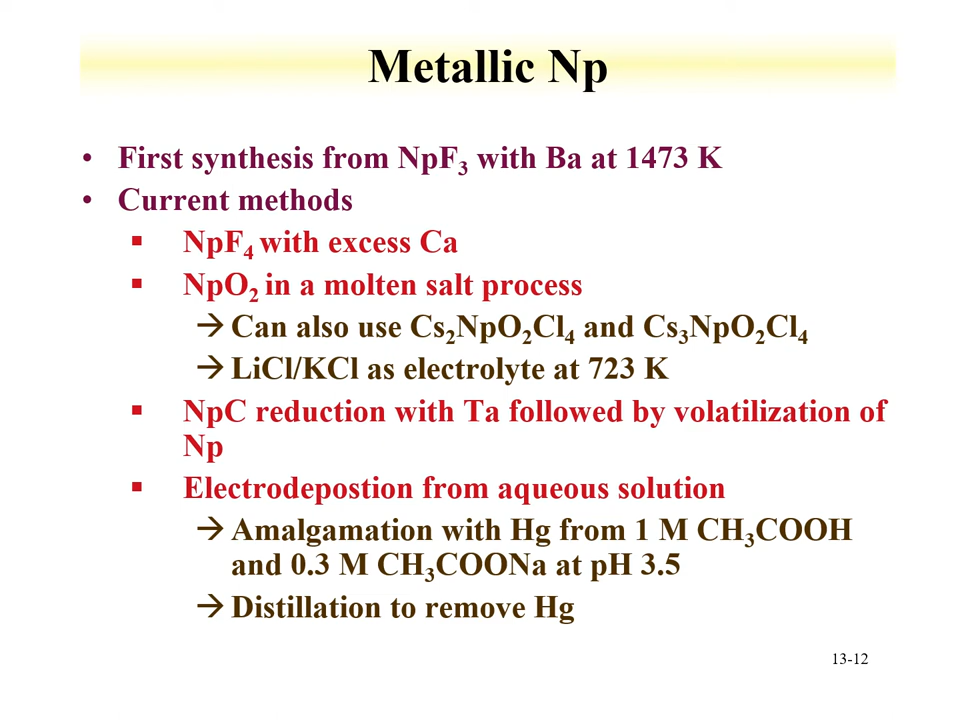 Metallic Np
• First synthesis from NpF₃ with Ba at 1473 K
• Current methods
▪ NpF₄ with excess Ca
▪ NpO₂ in a molten salt process
→ Can also use Cs₂NpO₂Cl₄ and Cs₃NpO₂Cl₄
→ LiCl/KCl as electrolyte at 723 K
▪ NpC reduction with Ta followed by volatilization of
Np
▪ Electrodepostion from aqueous solution
→ Amalgamation with Hg from 1 M CH₃COOH
and 0.3 M CH₃COONa at pH 3.5
→ Distillation to remove Hg
13-12